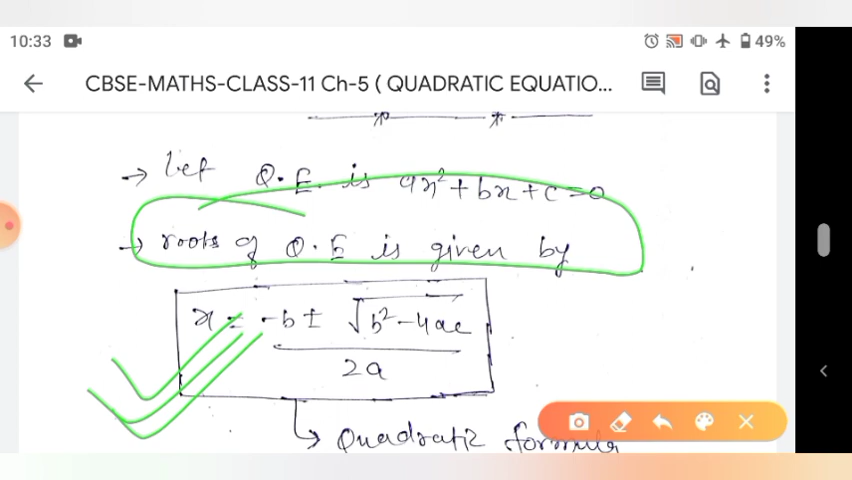 10:33 49%
CBSE-MATHS-CLASS-11 Ch-5 ( QUADRATIC EQUATIO...
→ Let Q.E. is ax²+bx+c=0
→ roots of Q.E is given by
x = -b ± √b²-4ac
2a
↳ Quadratic formula